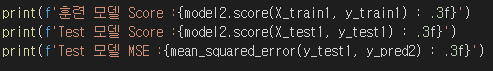 print(f'훈련 모델 Score :{model2.score(X_train1, y_train1) : .3f}')
print(f'Test 모델 Score :{model2.score(X_test1, y_test1) : .3f}')
print(f'Test 모델 MSE :{mean_squared_error(y_test1, y_pred2) : .3f}')